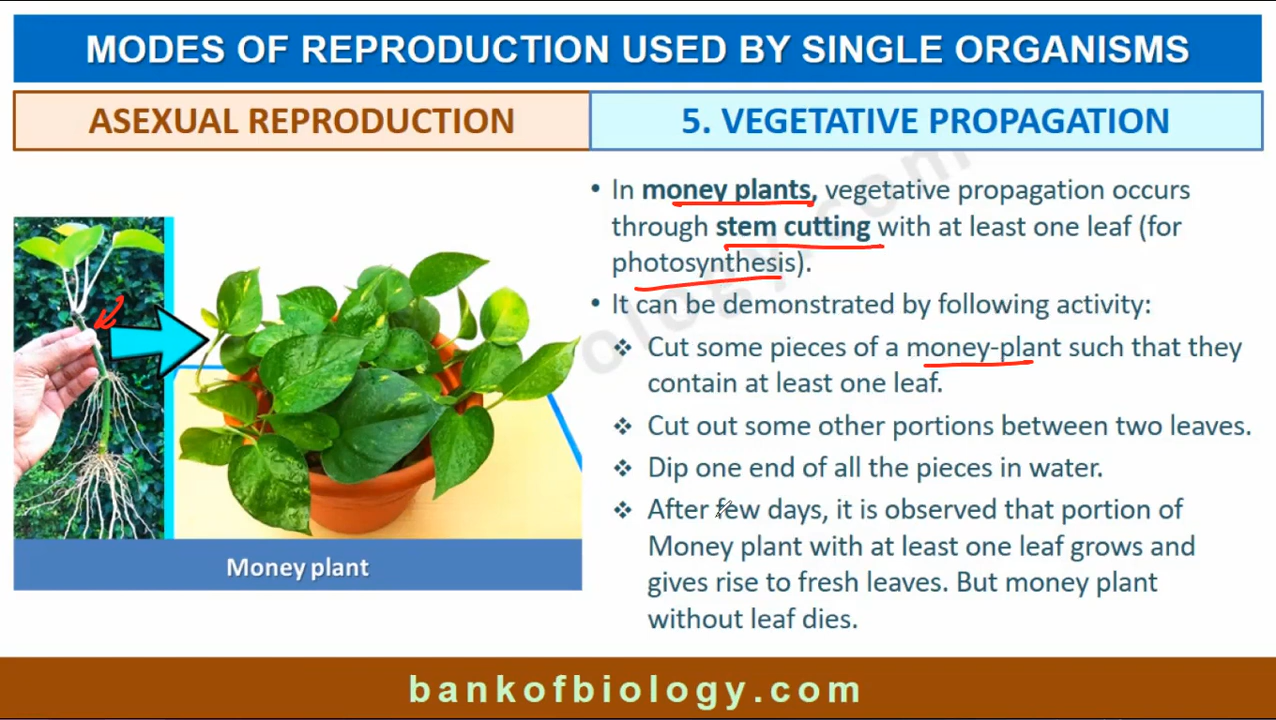 MODES OF REPRODUCTION USED BY SINGLE ORGANISMS
ASEXUAL REPRODUCTION
5. VEGETATIVE PROPAGATION
• In money plants, vegetative propagation occurs
through stem cutting with at least one leaf (for
photosynthesis).
• It can be demonstrated by following activity:
❖ Cut some pieces of a money-plant such that they
contain at least one leaf.
❖ Cut out some other portions between two leaves.
❖ Dip one end of all the pieces in water.
❖ After few days, it is observed that portion of
Money plant with at least one leaf grows and
gives rise to fresh leaves. But money plant
without leaf dies.
Money plant
bankofbiology.com